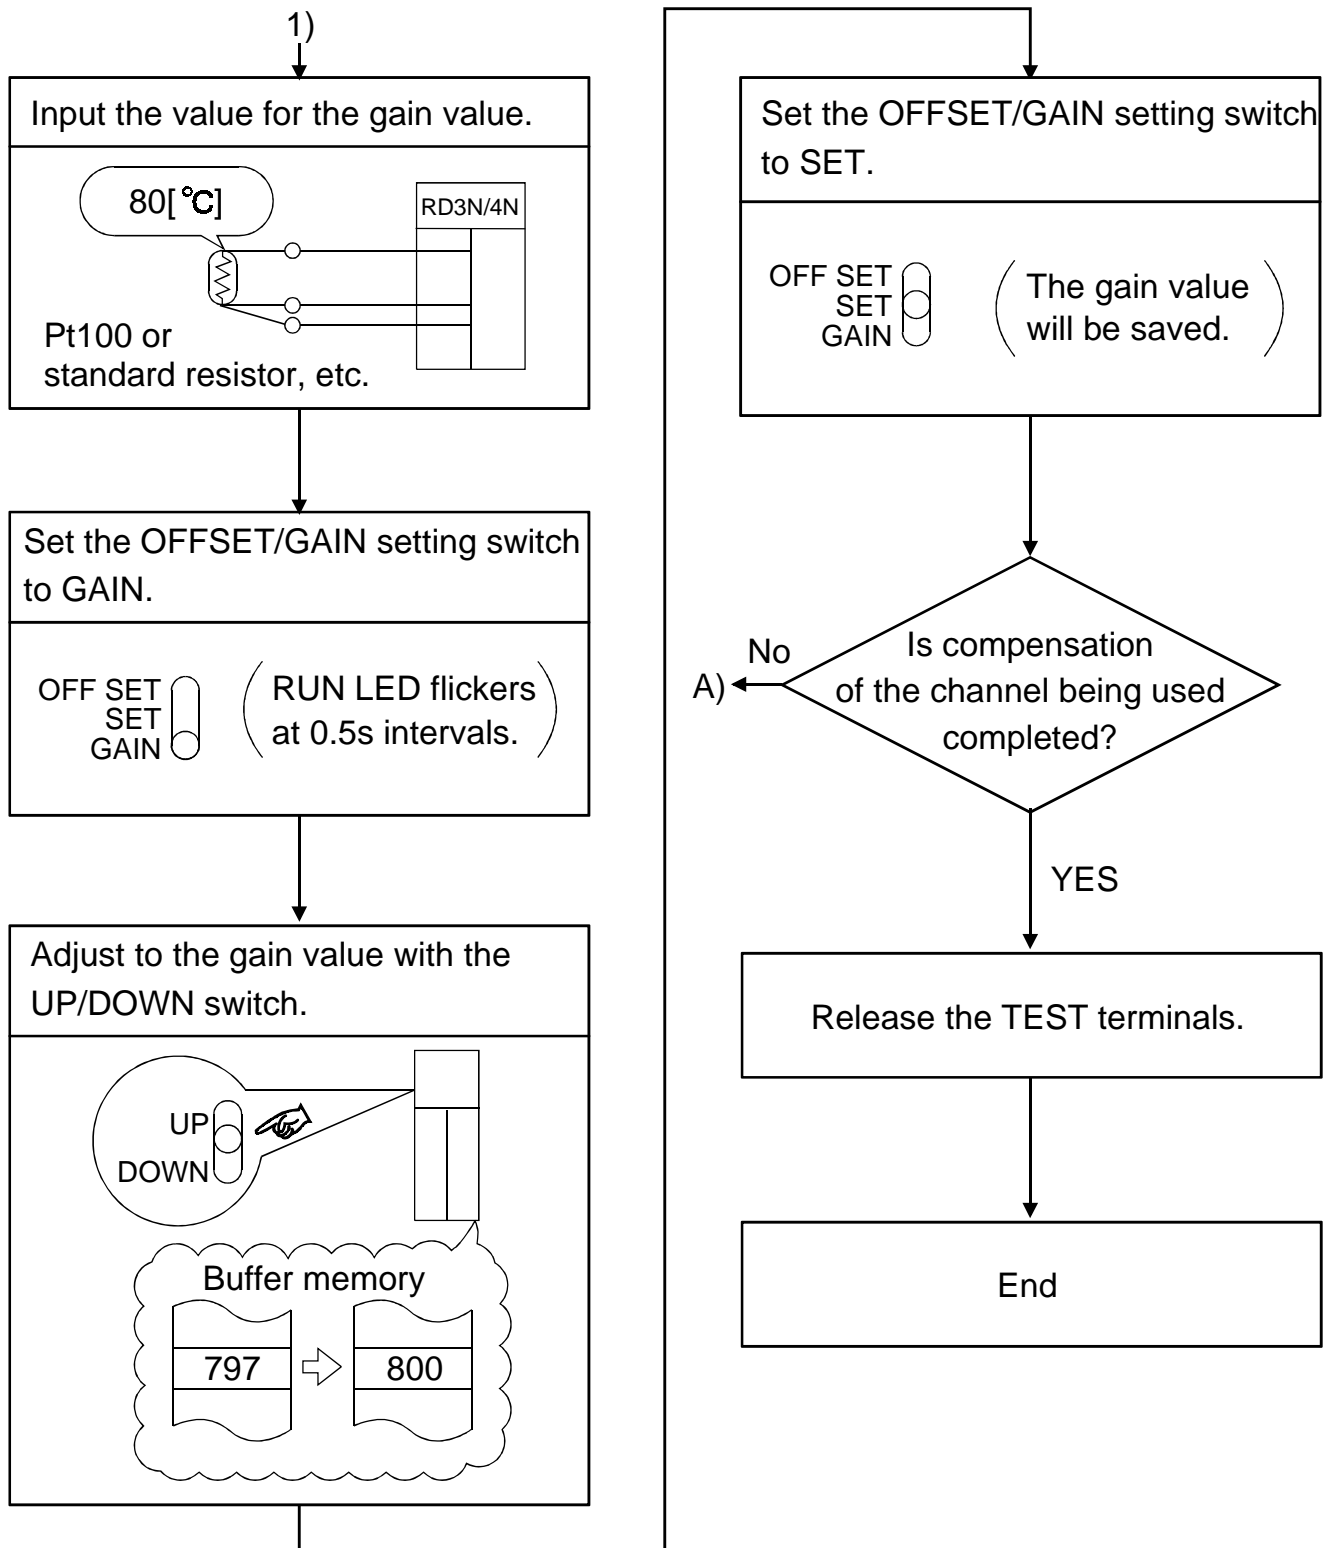 1)
Input the value for the gain value.
80[℃]
RD3N/4N
Pt100 or
standard resistor, etc.
Set the OFFSET/GAIN setting switch
to GAIN.
OFF SET
SET
GAIN
RUN LED flickers
at 0.5s intervals.
Adjust to the gain value with the
UP/DOWN switch.
UP
DOWN
Buffer memory
797
800
Set the OFFSET/GAIN setting switch
to SET.
OFF SET
SET
GAIN
The gain value
will be saved.
Is compensation
of the channel being used
completed?
No
A)
YES
Release the TEST terminals.
End